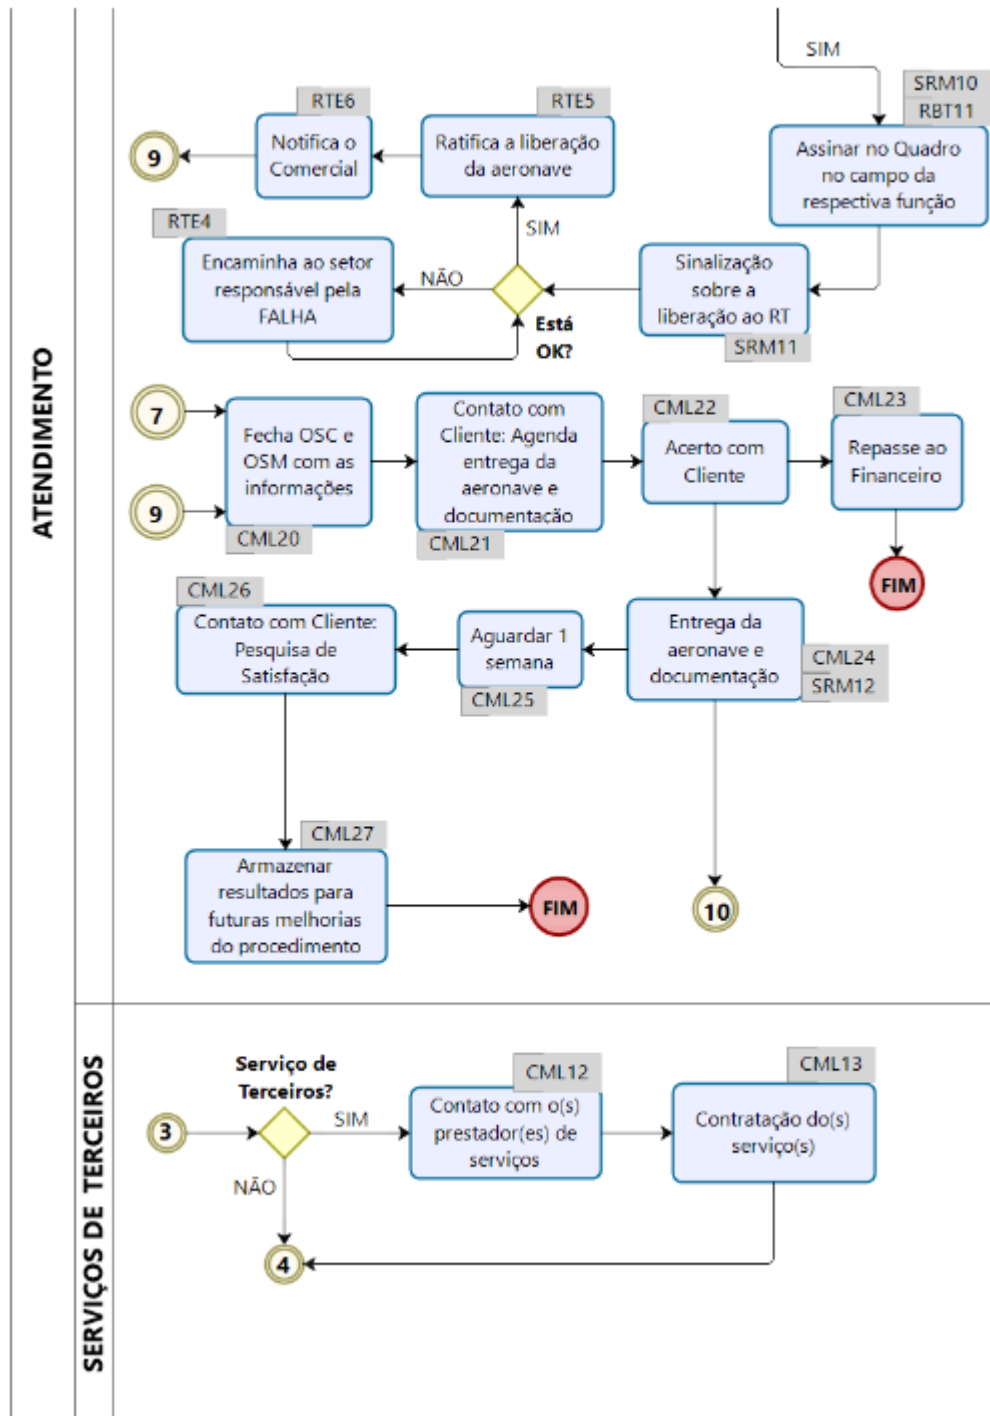 ATENDIMENTO
SIM
SRM10
RBT11
Assinar no Quadro
no campo da
respectiva função
RTE6
Notifica o
Comercial
RTE5
Ratifica a liberação
da aeronave
9
SIM
RTE4
Encaminha ao setor
responsável pela
FALHA
NÃO
Está
OK?
Sinalização
sobre a
liberação ao RT
SRM11
7
9
Fecha OSC e
OSM com as
informações
CML20
Contato com
Cliente: Agenda
entrega da
aeronave e
documentação
CML21
CML22
Acerto com
Cliente
CML23
Repasse ao
Financeiro
FIM
CML26
Contato com Cliente:
Pesquisa de
Satisfação
Aguardar 1
semana
CML25
Entrega da
aeronave e
documentação
CML24
SRM12
CML27
Armazenar
resultados para
futuras melhorias
do procedimento
FIM
10
SERVIÇOS DE TERCEIROS
Serviço de
Terceiros?
3
SIM
NÃO
CML12
Contato com o(s)
prestador(es) de
serviços
CML13
Contratação do(s)
serviço(s)
4